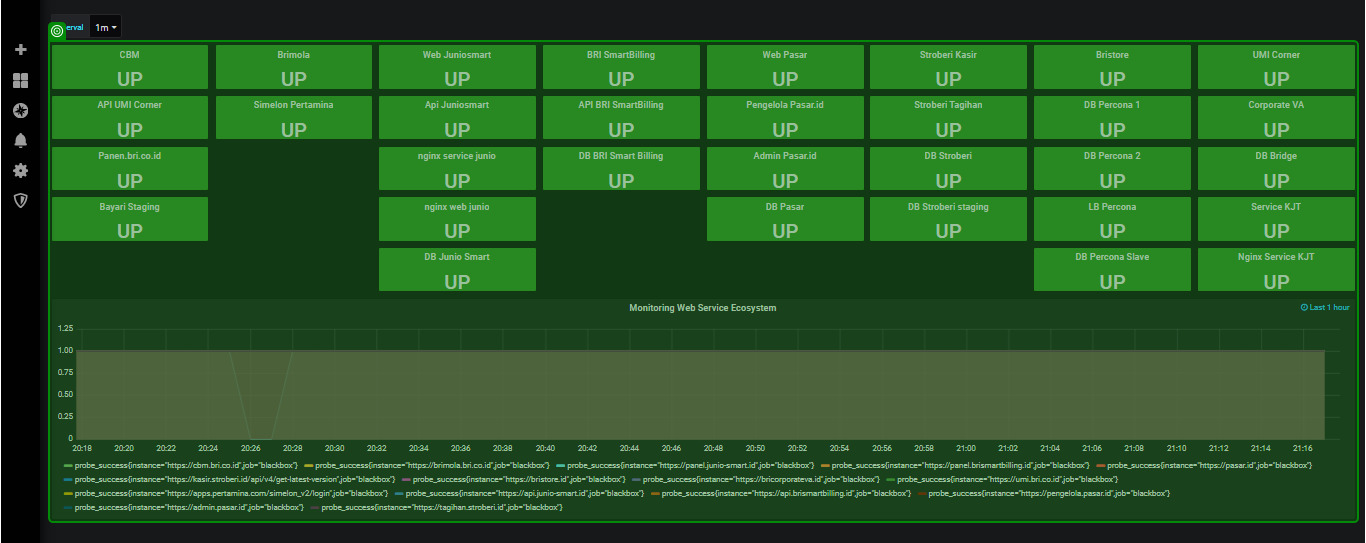 erval 1m
CBM Brimola Web Juniosmart BRI SmartBilling Web Pasar Stroberi Kasir Bristore UMI Corner
UP UP UP UP UP UP UP UP
API UMI Corner Simelon Pertamina Api Juniosmart API BRI SmartBilling Pengelola Pasar.id Stroberi Tagihan DB Percona 1 Corporate VA
UP UP UP UP UP UP UP UP
Panen.bri.co.id nginx service junio DB BRI Smart Billing Admin Pasar.id DB Stroberi DB Percona 2 DB Bridge
UP UP UP UP UP UP UP
Bayari Staging nginx web junio DB Pasar DB Stroberi staging LB Percona Service KJT
UP UP UP UP UP UP
DB Junio Smart DB Percona Slave Nginx Service KJT
UP UP UP
Monitoring Web Service Ecosystem Last 1 hour
1.25
1.00
0.75
0.50
0.25
0
20:18 20:20 20:22 20:24 20:26 20:28 20:30 20:32 20:34 20:36 20:38 20:40 20:42 20:44 20:46 20:48 20:50 20:52 20:54 20:56 20:58 21:00 21:02 21:04 21:06 21:08 21:10 21:12 21:14 21:16
probe_success{instance="https://cbm.bri.co.id",job="blackbox"} probe_success{instance="https://brimola.bri.co.id",job="blackbox"} probe_success{instance="https://panel.junio-smart.id",job="blackbox"} probe_success{instance="https://panel.brismartbilling.id",job="blackbox"} probe_success{instance="https://pasar.id",job="blackbox"}
probe_success{instance="https://kasir.stroberi.id/api/v4/get-latest-version",job="blackbox"} probe_success{instance="https://bristore.id",job="blackbox"} probe_success{instance="https://bricorporateva.id",job="blackbox"} probe_success{instance="https://umi.bri.co.id",job="blackbox"}
probe_success{instance="https://apps.pertamina.com/simelon_v2/login",job="blackbox"} probe_success{instance="https://api.junio-smart.id",job="blackbox"} probe_success{instance="https://api.brismartbilling.id",job="blackbox"} probe_success{instance="https://pengelola.pasar.id",job="blackbox"}
probe_success{instance="https://admin.pasar.id",job="blackbox"} probe_success{instance="https://tagihan.stroberi.id",job="blackbox"}